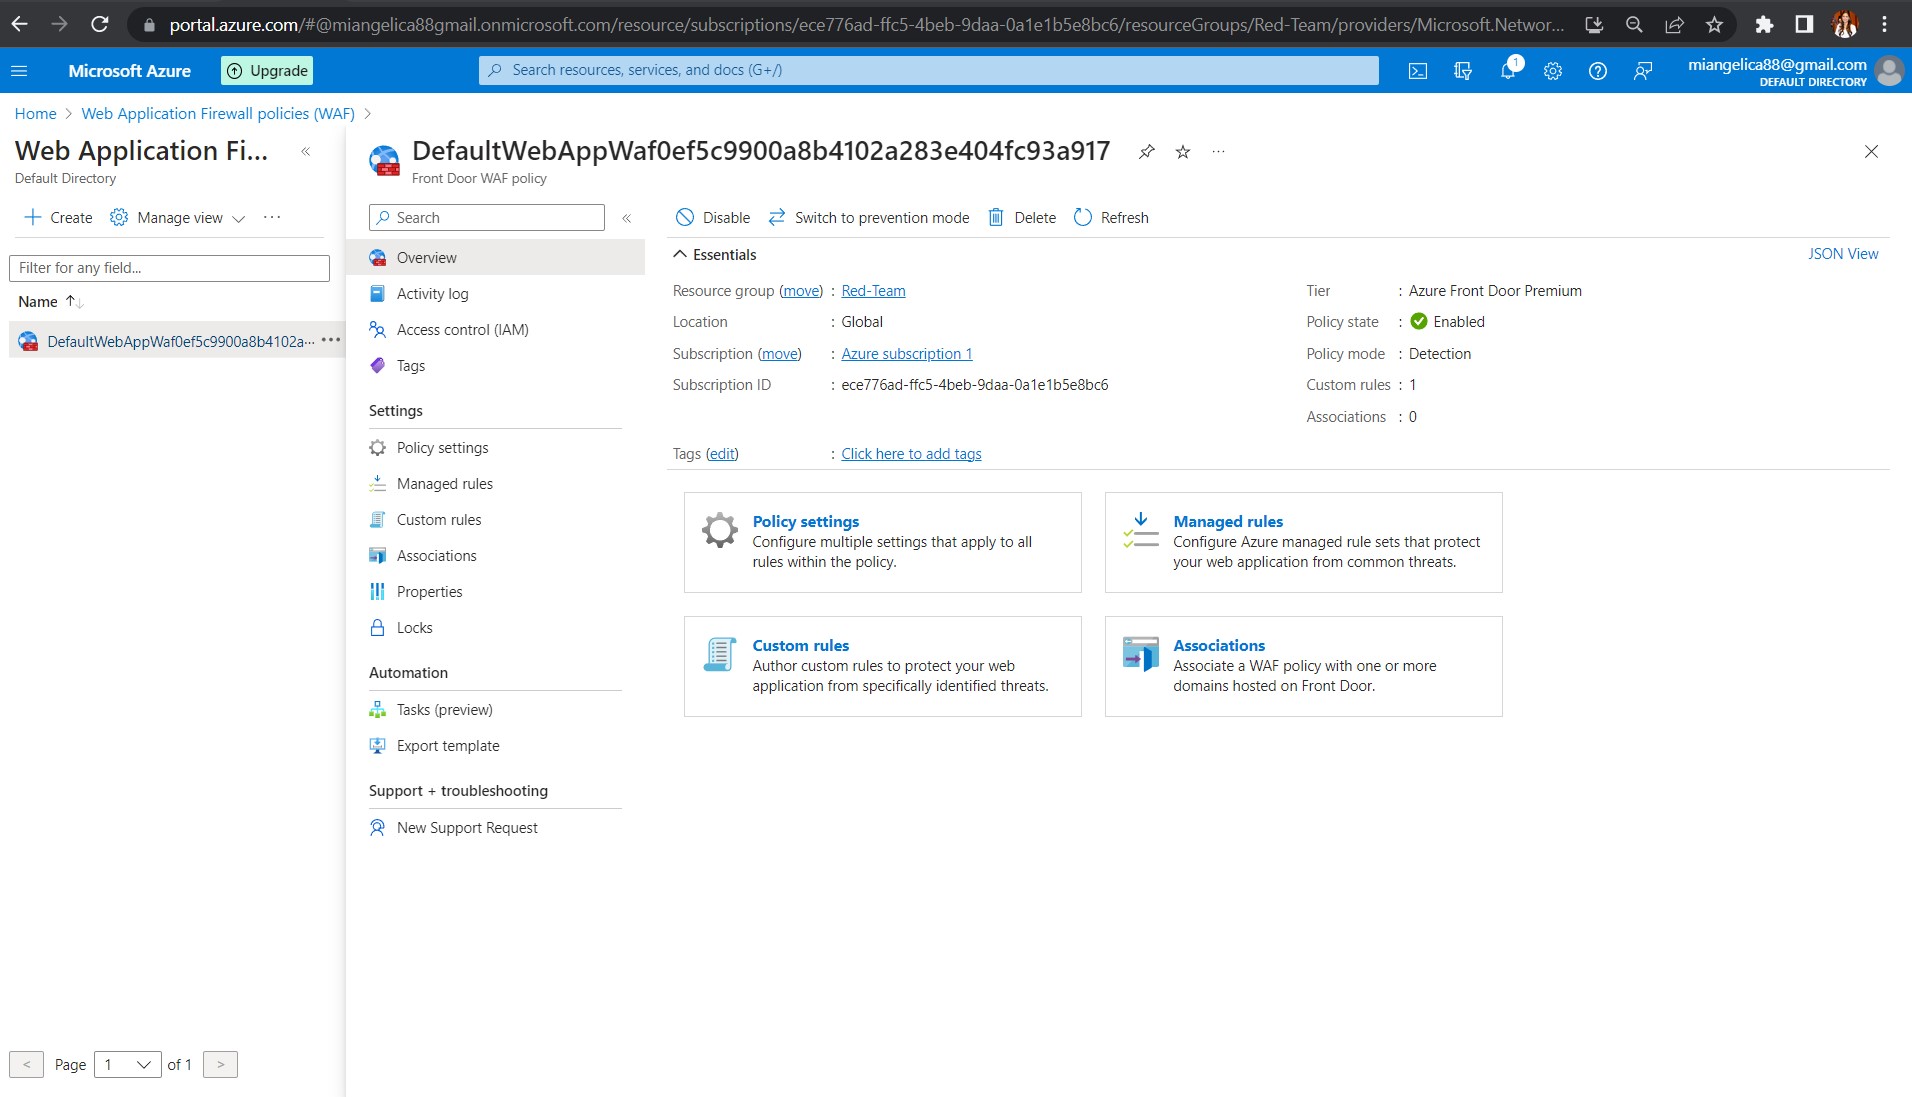 portal.azure.com/#@miangelica88gmail.onmicrosoft.com/resource/subscriptions/ece776ad-ffc5-4beb-9daa-0a1e1b5e8bc6/resourceGroups/Red-Team/providers/Microsoft.Networ...
Microsoft Azure
Upgrade
Search resources, services, and docs (G+/)
1
miangelica88@gmail.com
DEFAULT DIRECTORY
Home > Web Application Firewall policies (WAF) >
Web Application Fi...
«
Default Directory
Create
Manage view
...
Filter for any field...
Name ↑↓
DefaultWebAppWaf0ef5c9900a8b4102a...
...
< Page 1 of 1 >
DefaultWebAppWaf0ef5c9900a8b4102a283e404fc93a917
...
Front Door WAF policy
Search
«
Overview
Activity log
Access control (IAM)
Tags
Settings
Policy settings
Managed rules
Custom rules
Associations
Properties
Locks
Automation
Tasks (preview)
Export template
Support + troubleshooting
New Support Request
Disable
Switch to prevention mode
Delete
Refresh
Essentials
JSON View
Resource group (move) : Red-Team
Location : Global
Subscription (move) : Azure subscription 1
Subscription ID : ece776ad-ffc5-4beb-9daa-0a1e1b5e8bc6
Tier : Azure Front Door Premium
Policy state : Enabled
Policy mode : Detection
Custom rules : 1
Associations : 0
Tags (edit) : Click here to add tags
Policy settings
Configure multiple settings that apply to all
rules within the policy.
Managed rules
Configure Azure managed rule sets that protect
your web application from common threats.
Custom rules
Author custom rules to protect your web
application from specifically identified threats.
Associations
Associate a WAF policy with one or more
domains hosted on Front Door.